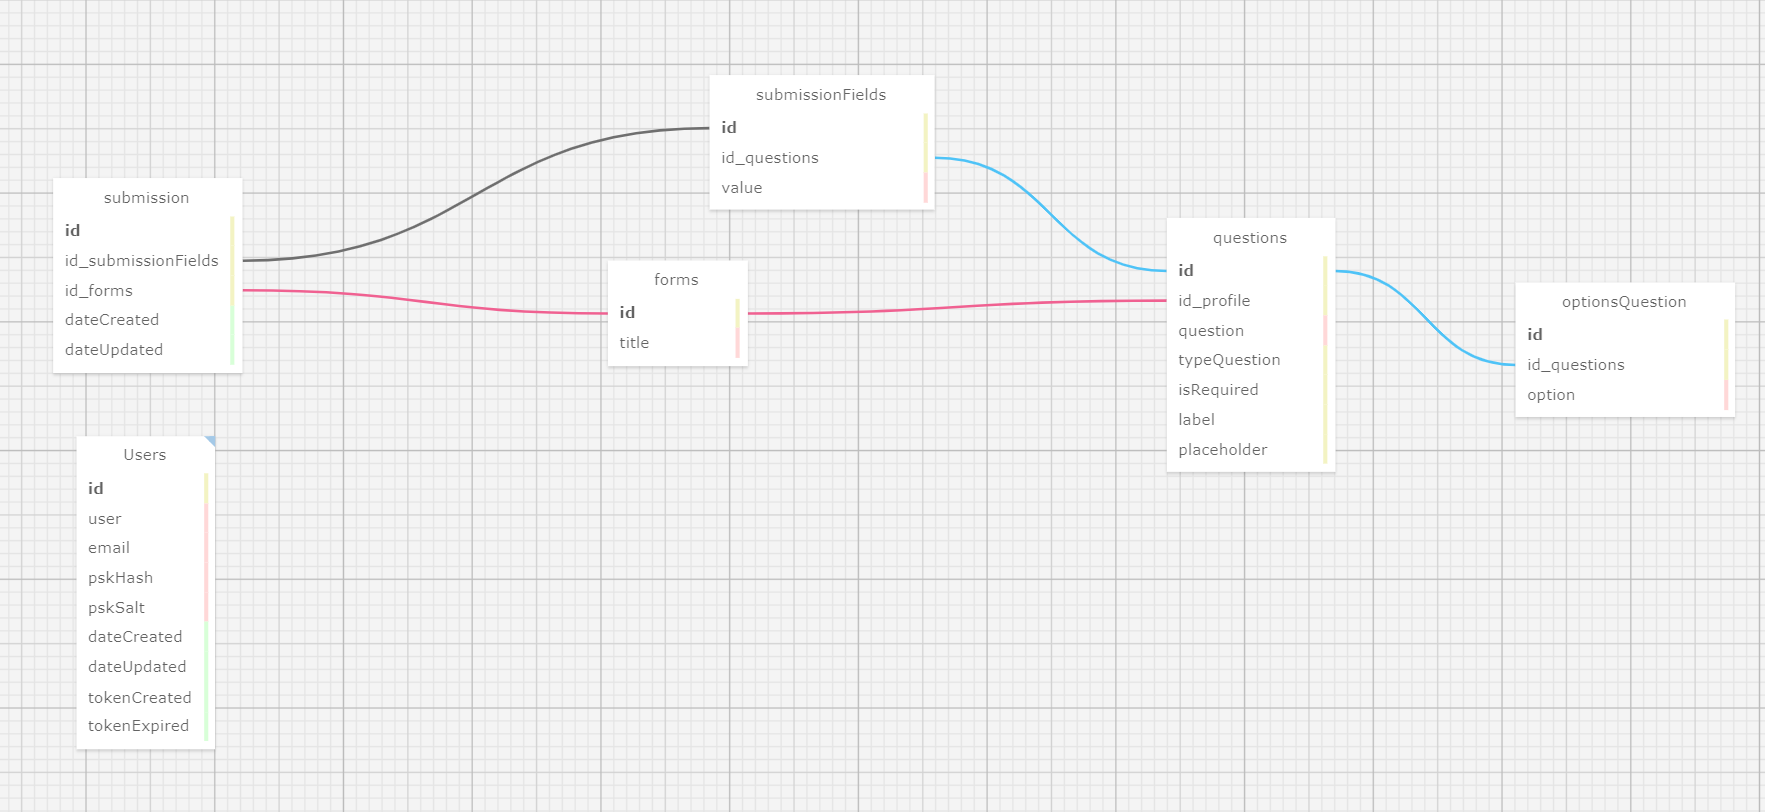 submissionFields
id
id_questions
value
submission
id
id_submissionFields
id_forms
dateCreated
dateUpdated
forms
id
title
questions
id
id_profile
question
typeQuestion
isRequired
label
placeholder
optionsQuestion
id
id_questions
option
Users
id
user
email
pskHash
pskSalt
dateCreated
dateUpdated
tokenCreated
tokenExpired